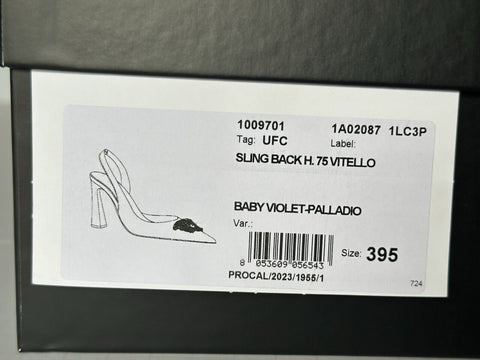 1009701 1A02087 1LC3P
Tag: UFC Label:
SLING BACK H. 75 VITELLO
BABY VIOLET-PALLADIO
Var.:
Size: 395
8 053609 056543
PROCAL/2023/1955/1
724